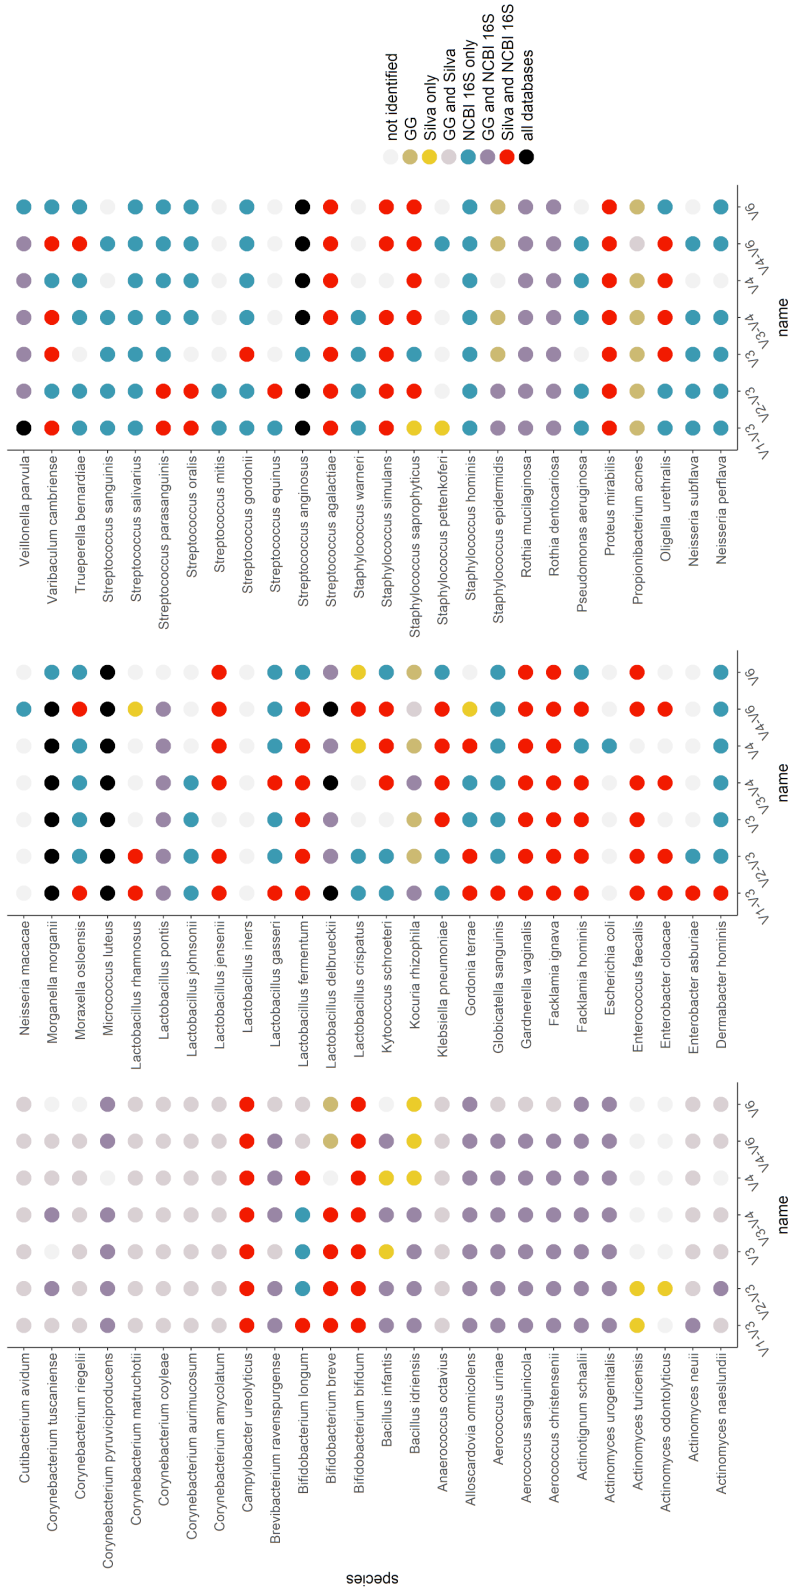 species
Cutibacterium avidum
Corynebacterium tuscaniense
Corynebacterium riegelii
Corynebacterium pyruviciproducens
Corynebacterium matruchotii
Corynebacterium coyleae
Corynebacterium aurimucosum
Corynebacterium amycolatum
Campylobacter ureolyticus
Brevibacterium ravenspurgense
Bifidobacterium longum
Bifidobacterium breve
Bifidobacterium bifidum
Bacillus infantis
Bacillus idriensis
Anaerococcus octavius
Alloscardovia omnicolens
Aerococcus urinae
Aerococcus sanguinicola
Aerococcus christensenii
Actinotignum schaalii
Actinomyces urogenitalis
Actinomyces turicensis
Actinomyces odontolyticus
Actinomyces neuii
Actinomyces naeslundii
V1-V3
V2-V3
V3
V3-V4
V4
V4-V6
V6
name
Neisseria macacae
Morganella morganii
Moraxella osloensis
Micrococcus luteus
Lactobacillus rhamnosus
Lactobacillus pontis
Lactobacillus johnsonii
Lactobacillus jensenii
Lactobacillus iners
Lactobacillus gasseri
Lactobacillus fermentum
Lactobacillus delbrueckii
Lactobacillus crispatus
Kytococcus schroeteri
Kocuria rhizophila
Klebsiella pneumoniae
Gordonia terrae
Globicatella sanguinis
Gardnerella vaginalis
Facklamia ignava
Facklamia hominis
Escherichia coli
Enterococcus faecalis
Enterobacter cloacae
Enterobacter asburiae
Dermabacter hominis
V1-V3
V2-V3
V3
V3-V4
V4
V4-V6
V6
name
Veillonella parvula
Varibaculum cambriense
Trueperella bernardiae
Streptococcus sanguinis
Streptococcus salivarius
Streptococcus parasanguinis
Streptococcus oralis
Streptococcus mitis
Streptococcus gordonii
Streptococcus equinus
Streptococcus anginosus
Streptococcus agalactiae
Staphylococcus warneri
Staphylococcus simulans
Staphylococcus saprophyticus
Staphylococcus pettenkoferi
Staphylococcus hominis
Staphylococcus epidermidis
Rothia mucilaginosa
Rothia dentocariosa
Pseudomonas aeruginosa
Proteus mirabilis
Propionibacterium acnes
Oligella urethralis
Neisseria subflava
Neisseria perflava
V1-V3
V2-V3
V3
V3-V4
V4
V4-V6
V6
name
not identified
GG
Silva only
GG and Silva
NCBI 16S only
GG and NCBI 16S
Silva and NCBI 16S
all databases